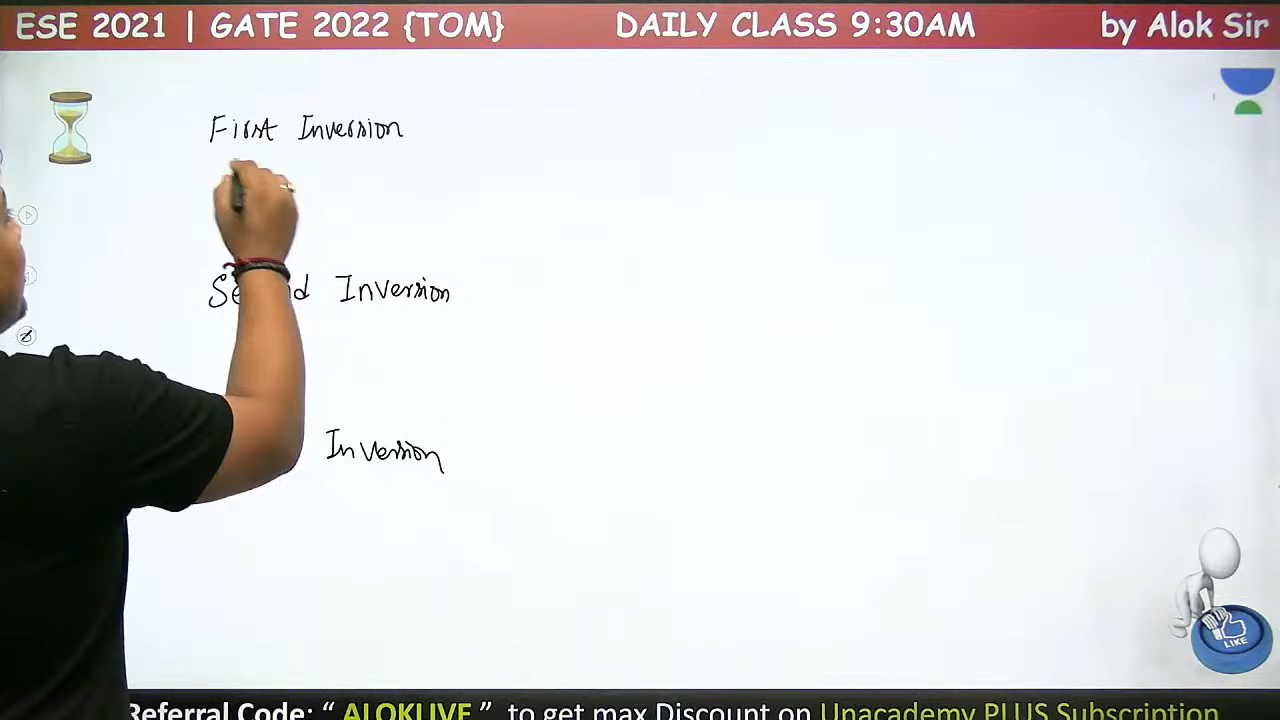 ESE 2021 | GATE 2022 {TOM} DAILY CLASS 9:30AM by Alok Sir
First Inversion
Inversion
Inversion
LIKE
Referral Code: “ ALOKLIVE ” to get max Discount on Unacademy PLUS Subscription